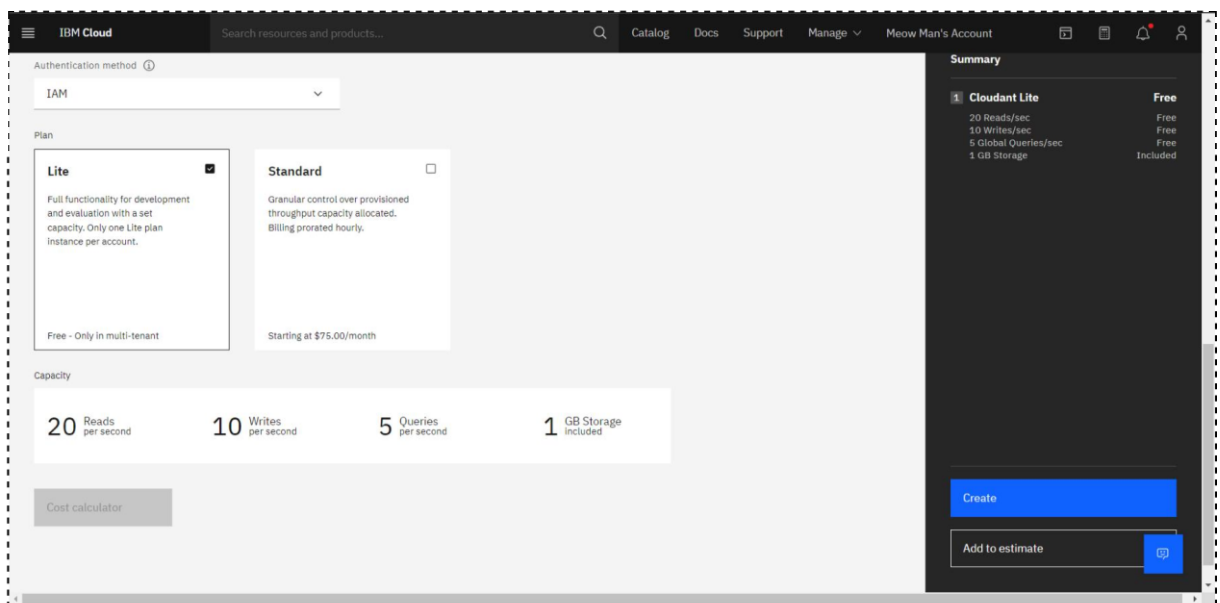 IBM Cloud
Search resources and products...
Catalog
Docs
Support
Manage
Meow Man's Account
Authentication method
IAM
Plan
Lite
Full functionality for development
and evaluation with a set
capacity. Only one Lite plan
instance per account.
Free - Only in multi-tenant
Standard
Granular control over provisioned
throughput capacity allocated.
Billing prorated hourly.
Starting at $75.00/month
Capacity
20 Reads
per second
10 Writes
per second
5 Queries
per second
1 GB Storage
included
Cost calculator
Summary
1 Cloudant Lite Free
20 Reads/sec Free
10 Writes/sec Free
5 Global Queries/sec Free
1 GB Storage Included
Create
Add to estimate